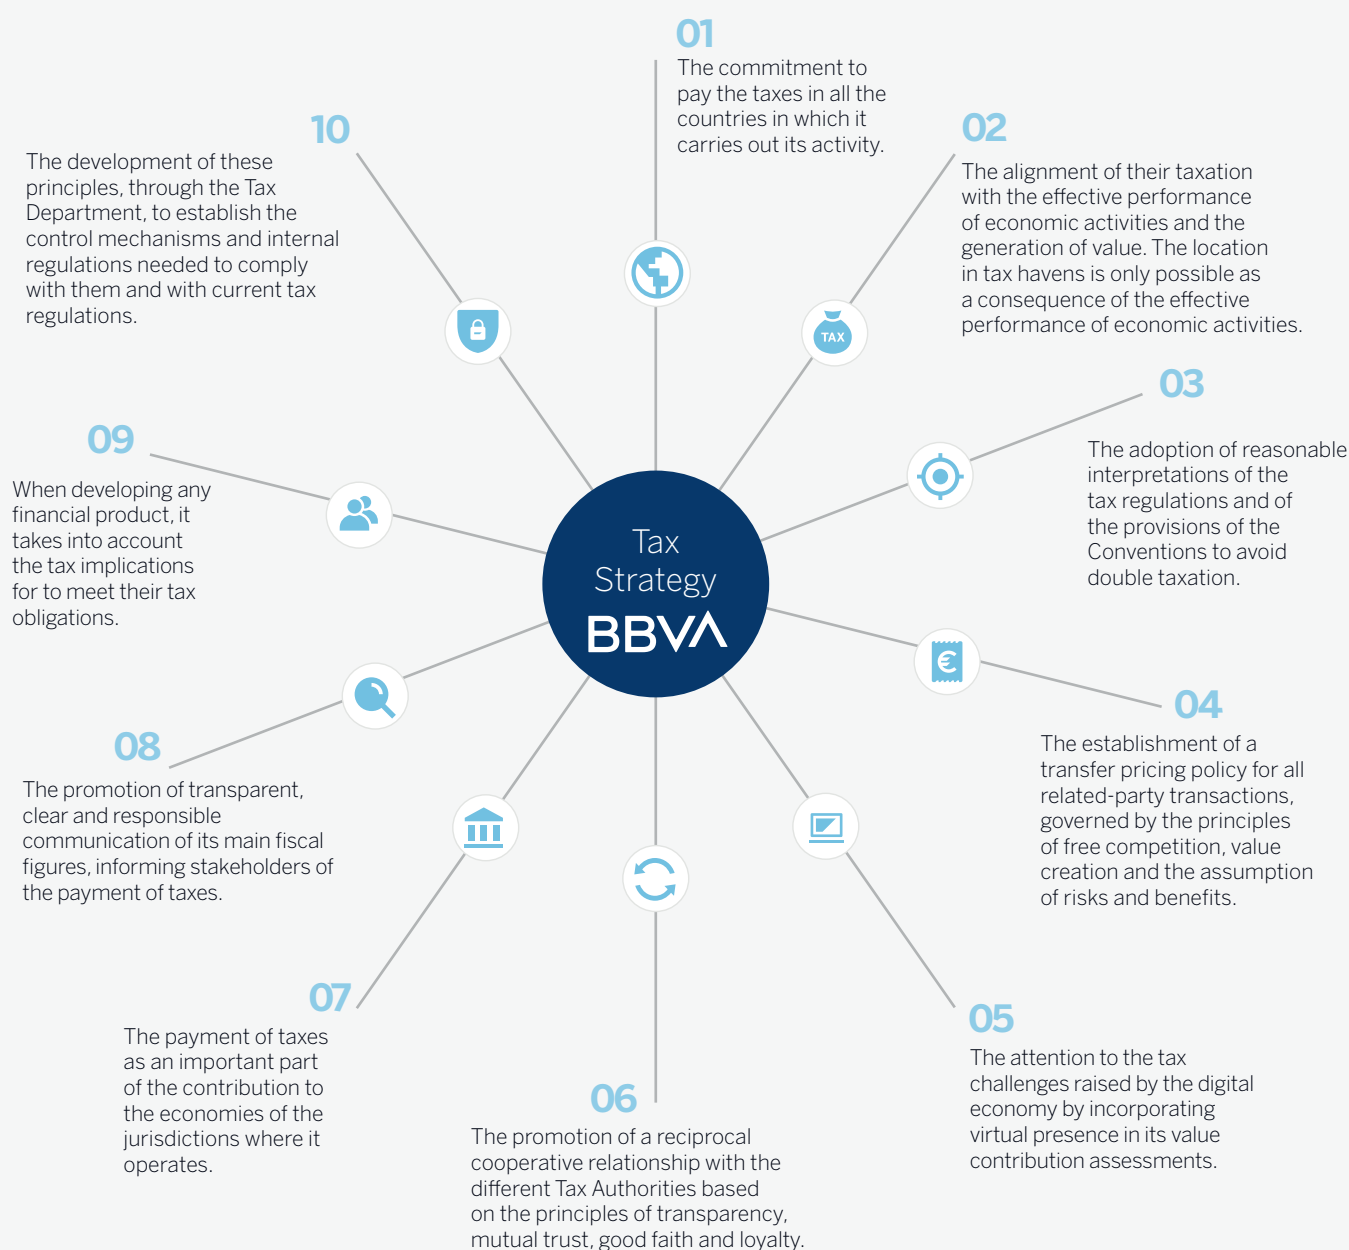 01
The commitment to
pay the taxes in all the
countries in which it
carries out its activity.
02
The alignment of their taxation
with the effective performance
of economic activities and the
generation of value. The location
in tax havens is only possible as
a consequence of the effective
performance of economic activities.
TAX
03
The adoption of reasonable
interpretations of the
tax regulations and of
the provisions of the
Conventions to avoid
double taxation.
04
The establishment of a
transfer pricing policy for all
related-party transactions,
governed by the principles
of free competition, value
creation and the assumption
of risks and benefits.
€
05
The attention to the tax
challenges raised by the digital
economy by incorporating
virtual presence in its value
contribution assessments.
06
The promotion of a reciprocal
cooperative relationship with the
different Tax Authorities based
on the principles of transparency,
mutual trust, good faith and loyalty.
07
The payment of taxes
as an important part
of the contribution to
the economies of the
jurisdictions where it
operates.
08
The promotion of transparent,
clear and responsible
communication of its main fiscal
figures, informing stakeholders of
the payment of taxes.
09
When developing any
financial product, it
takes into account
the tax implications
for to meet their tax
obligations.
10
The development of these
principles, through the Tax
Department, to establish the
control mechanisms and internal
regulations needed to comply
with them and with current tax
regulations.
Tax
Strategy
BBVA